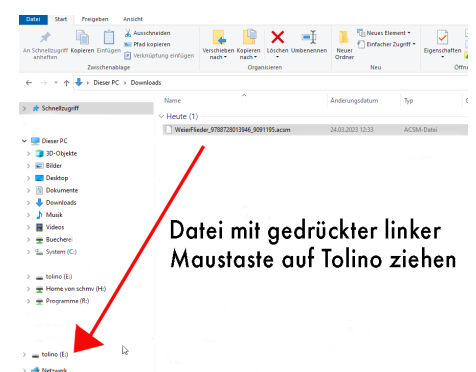 Datei Start Freigeben Ansicht
An Schnellzugriff anheften
Kopieren
Einfügen
Ausschneiden
Pfad kopieren
Verknüpfung einfügen
Zwischenablage
Verschieben nach
Kopieren nach
Löschen
Umbenennen
Organisieren
Neuer Ordner
Neues Element
Einfacher Zugriff
Neu
Eigenschaften
Dieser PC > Downloads
Name Änderungsdatum Typ
Schnellzugriff
Heute (1)
24.03.2023 12:33 ACSM-Datei
Dieser PC
3D-Objekte
Bilder
Desktop
Dokumente
Downloads
Musik
Videos
Buecherei
System (C:)
tolino (E:)
Home von schmv (H:)
Programme (R:)
Datei mit gedrückter linker
Maustaste auf Tolino ziehen
tolino (E:)
Netzwerk